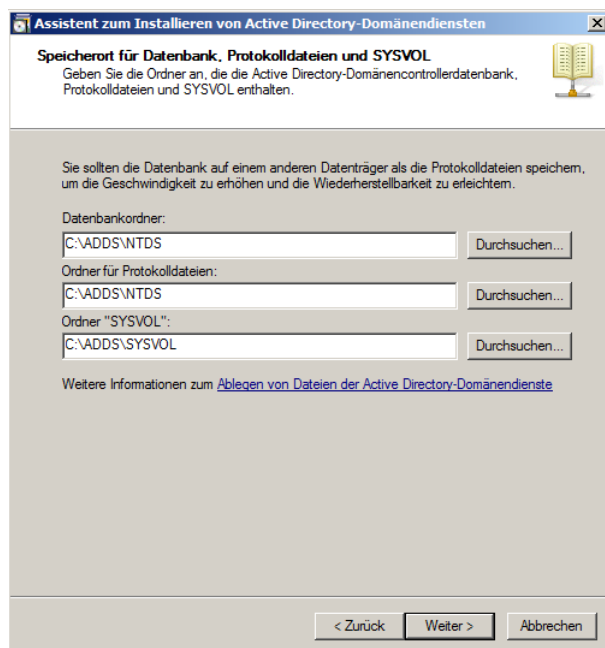 Assistent zum Installieren von Active Directory-Domänendiensten
Speicherort für Datenbank, Protokolldateien und SYSVOL
Geben Sie die Ordner an, die die Active Directory-Domänencontrollerdatenbank,
Protokolldateien und SYSVOL enthalten.
Sie sollten die Datenbank auf einem anderen Datenträger als die Protokolldateien speichern,
um die Geschwindigkeit zu erhöhen und die Wiederherstellbarkeit zu erleichtern.
Datenbankordner:
C:\ADDS\NTDS
Durchsuchen...
Ordner für Protokolldateien:
C:\ADDS\NTDS
Durchsuchen...
Ordner "SYSVOL":
C:\ADDS\SYSVOL
Durchsuchen...
Weitere Informationen zum Ablegen von Dateien der Active Directory-Domänendienste
< Zurück Weiter > Abbrechen